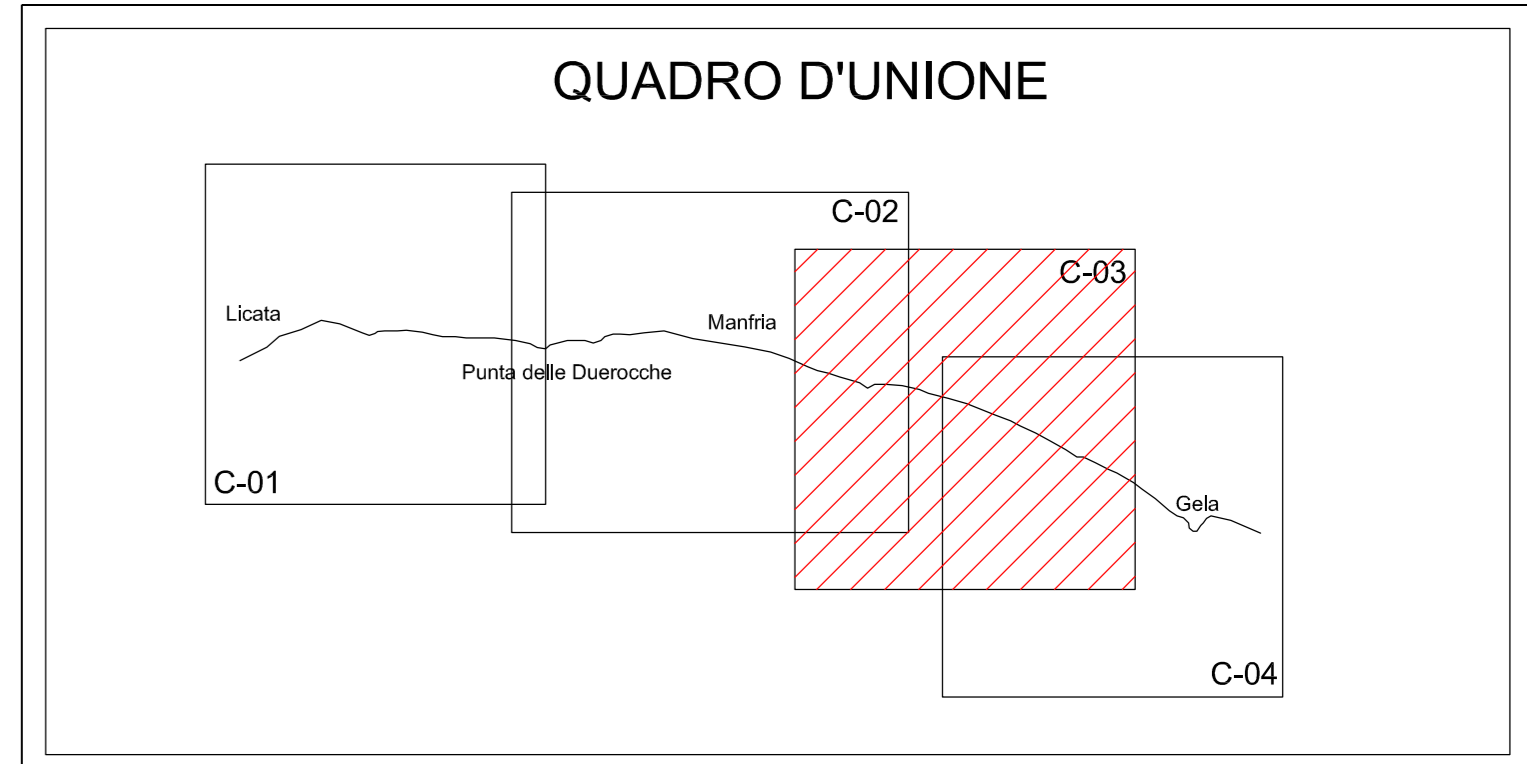 QUADRO D'UNIONE
C-02
C-03
Licata
Manfria
Punta delle Duerocche
C-01
Gela
C-04